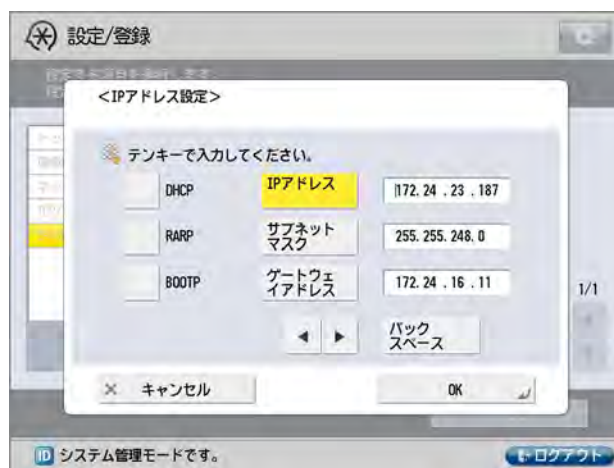 設定/登録
<IPアドレス設定>
テンキーで入力してください。
DHCP
IPアドレス
172. 24 . 23 . 187
RARP
サブネット
マスク
255. 255. 248. 0
BOOTP
ゲートウェ
イアドレス
172. 24 . 16 . 11
1/1
バック
スペース
× キャンセル
OK
ID システム管理モードです。
ログアウト